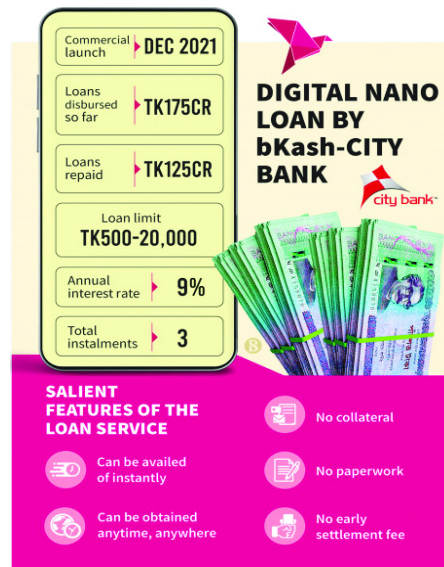 Commercial
launch
DEC 2021
Loans
disbursed
so far
TK175CR
Loans
repaid
TK125CR
Loan limit
TK500-20,000
Annual
interest rate
9%
Total
instalments
3
DIGITAL NANO
LOAN BY
bKash-CITY
BANK
city bank
SALIENT
FEATURES OF THE
LOAN SERVICE
Can be availed
of instantly
Can be obtained
anytime, anywhere
No collateral
No paperwork
No early
settlement fee